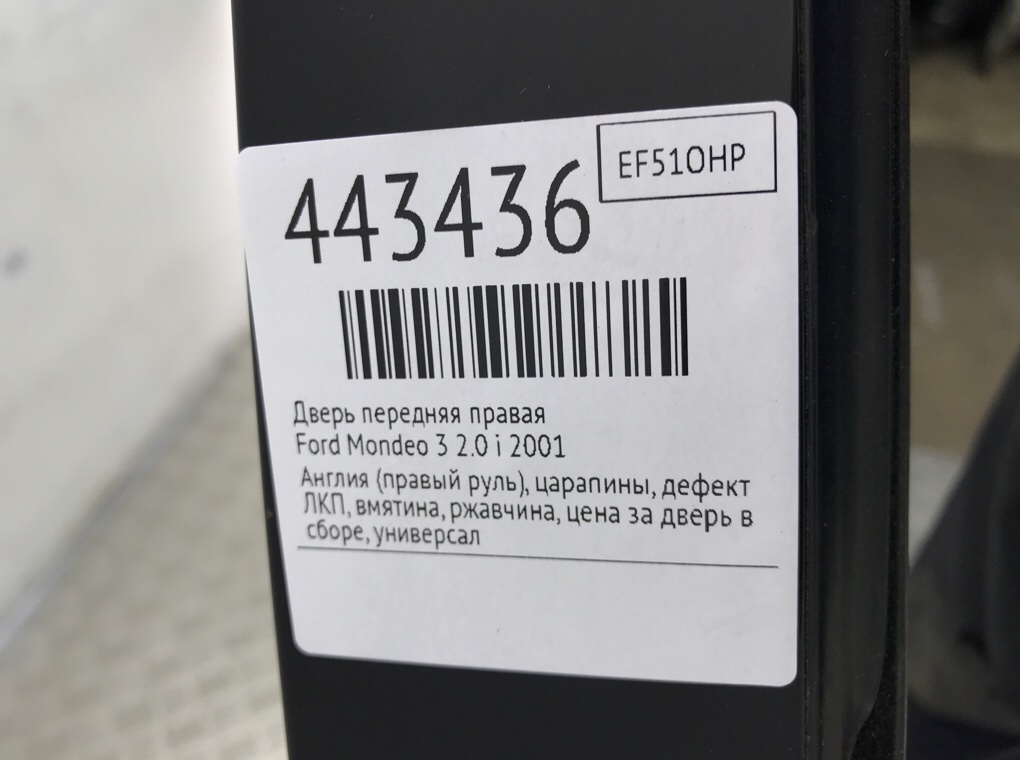 EF510HP
443436
Дверь передняя правая
Ford Mondeo 3 2.0 i 2001
Англия (правый руль), царапины, дефект
ЛКП, вмятина, ржавчина, цена за дверь в
сборе, универсал